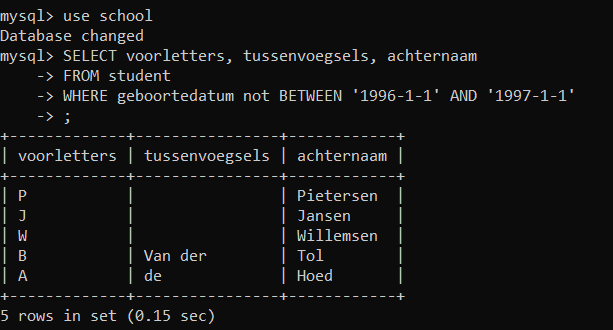 mysql> use school
Database changed
mysql> SELECT voorletters, tussenvoegsels, achternaam
    -> FROM student
    -> WHERE geboortedatum not BETWEEN '1996-1-1' AND '1997-1-1'
    -> ;
+-------------+----------------+------------+
| voorletters | tussenvoegsels | achternaam |
+-------------+----------------+------------+
| P           |                | Pietersen  |
| J           |                | Jansen     |
| W           |                | Willemsen  |
| B           | Van der        | Tol        |
| A           | de             | Hoed       |
+-------------+----------------+------------+
5 rows in set (0.15 sec)